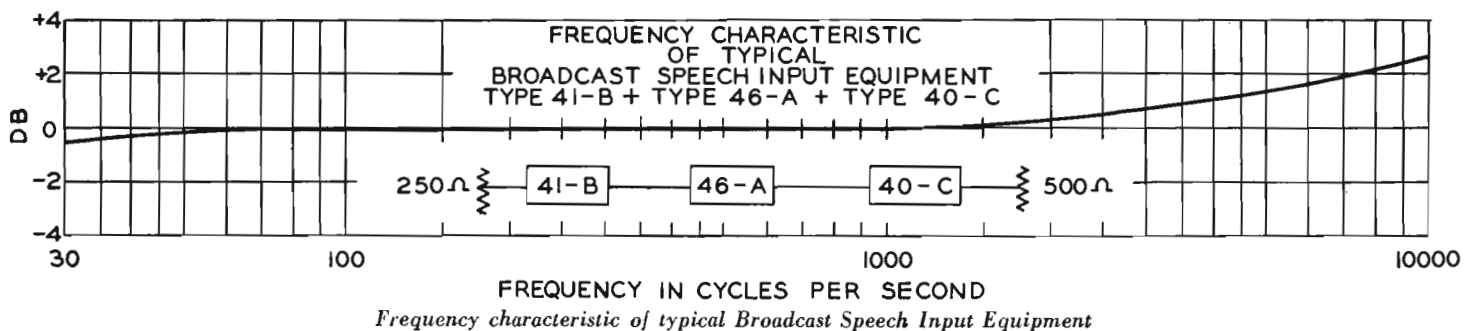 FREQUENCY CHARACTERISTIC
OF TYPICAL
BROADCAST SPEECH INPUT EQUIPMENT
TYPE 41-B + TYPE 46-A + TYPE 40-C
+4
+2
0
-2
-4
DB
250Ω 41-B 46-A 40-C 500Ω
30 100 1000 10000
FREQUENCY IN CYCLES PER SECOND
Frequency characteristic of typical Broadcast Speech Input Equipment